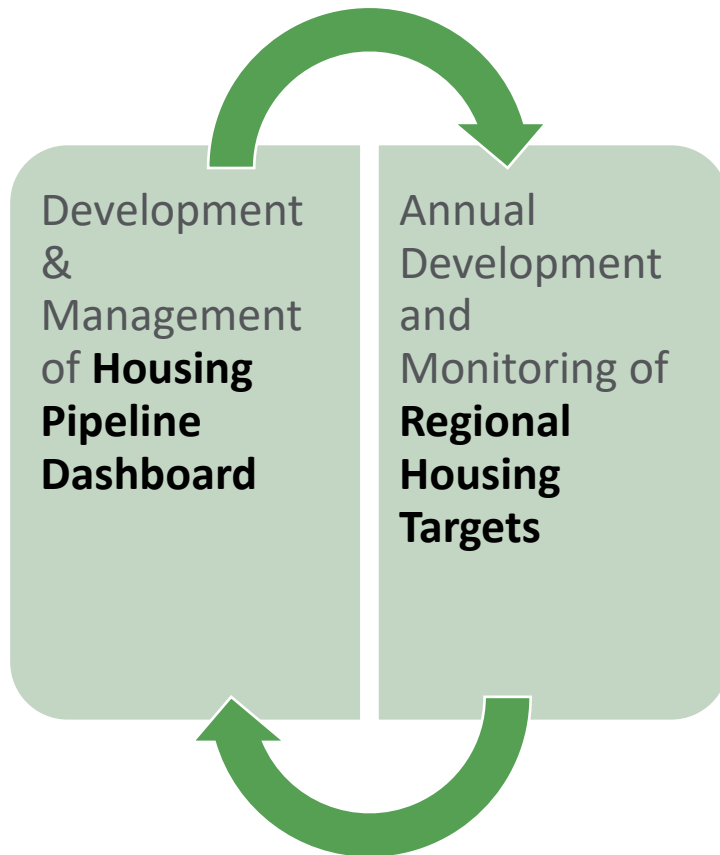 Development
&
Management
of Housing
Pipeline
Dashboard
Annual
Development
and
Monitoring of
Regional
Housing
Targets